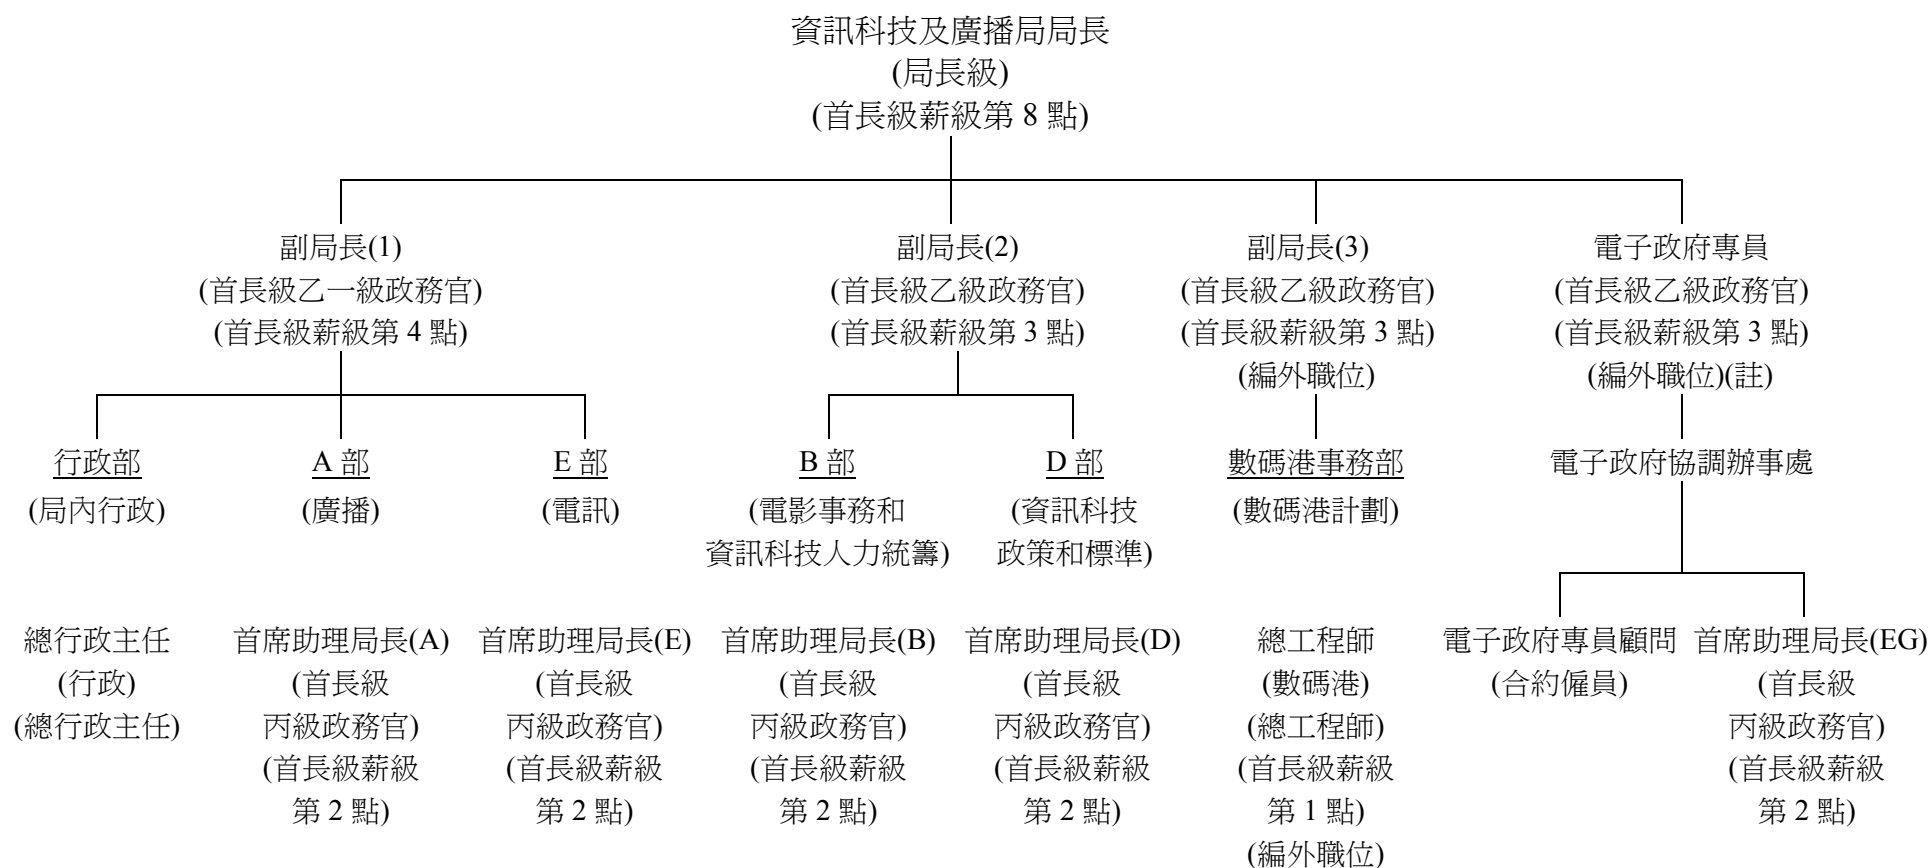 資訊科技及廣播局局長
(局長級)
(首長級薪級第 8 點)
副局長(1)
(首長級乙一級政務官)
(首長級薪級第 4 點)
副局長(2)
(首長級乙級政務官)
(首長級薪級第 3 點)
副局長(3)
(首長級乙級政務官)
(首長級薪級第 3 點)
(編外職位)
電子政府專員
(首長級乙級政務官)
(首長級薪級第 3 點)
(編外職位)(註)
行政部
(局內行政)
A 部
(廣播)
E 部
(電訊)
B 部
(電影事務和
資訊科技人力統籌)
D 部
(資訊科技
政策和標準)
數碼港事務部
(數碼港計劃)
電子政府協調辦事處
總行政主任
(行政)
(總行政主任)
首席助理局長(A)
(首長級
丙級政務官)
(首長級薪級
第 2 點)
首席助理局長(E)
(首長級
丙級政務官)
(首長級薪級
第 2 點)
首席助理局長(B)
(首長級
丙級政務官)
(首長級薪級
第 2 點)
首席助理局長(D)
(首長級
丙級政務官)
(首長級薪級
第 2 點)
總工程師
(數碼港)
(總工程師)
(首長級薪級
第 1 點)
(編外職位)
電子政府專員顧問
(合約僱員)
首席助理局長(EG)
(首長級
丙級政務官)
(首長級薪級
第 2 點)